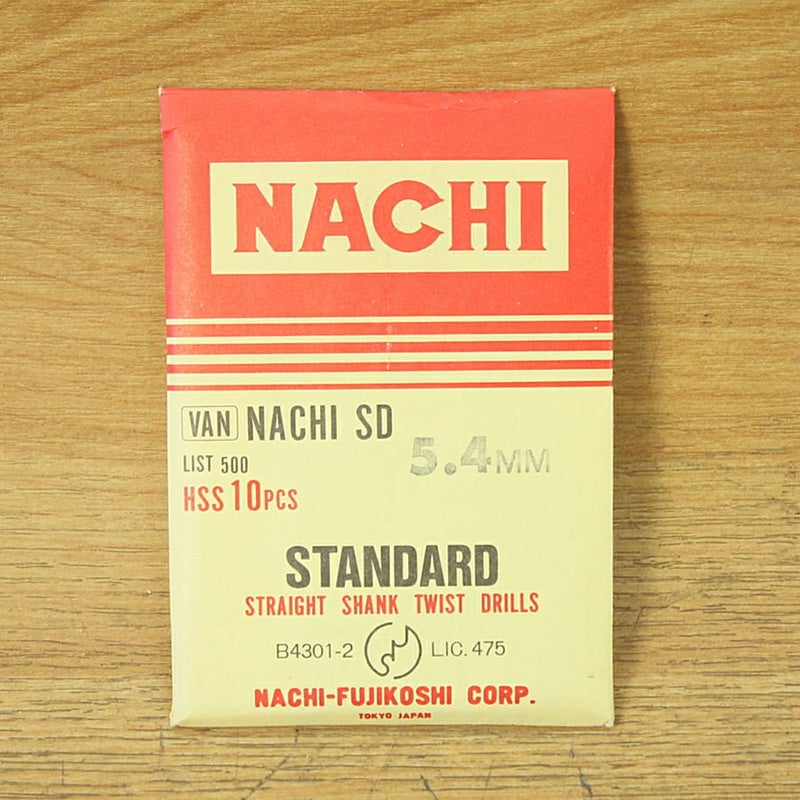 NACHI
VAN NACHI SD
5.4MM
LIST 500
HSS 10PCS
STANDARD
STRAIGHT SHANK TWIST DRILLS
B4301-2 LIC. 475
NACHI-FUJIKOSHI CORP.
TOKYO JAPAN